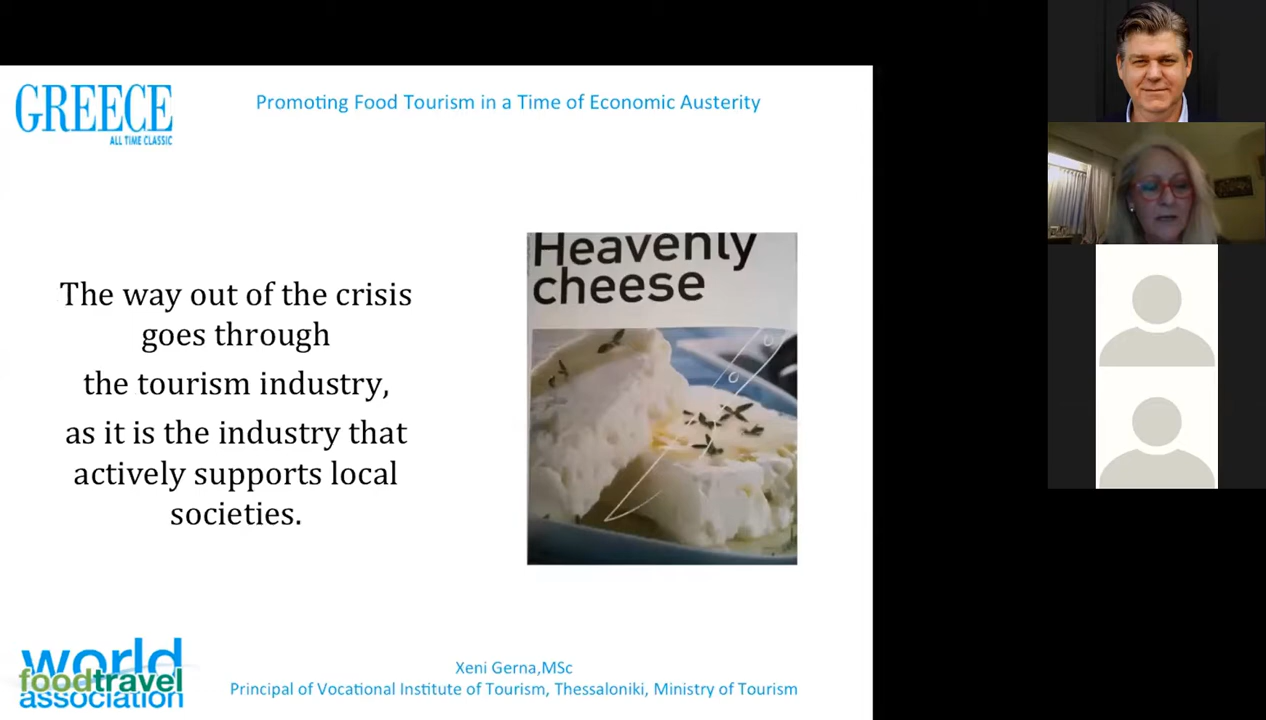 GREECE
ALL TIME CLASSIC
Promoting Food Tourism in a Time of Economic Austerity
The way out of the crisis
goes through
the tourism industry,
as it is the industry that
actively supports local
societies.
Heavenly
cheese
world
foodtravel
association
Xeni Gerna,MSc
Principal of Vocational Institute of Tourism, Thessaloniki, Ministry of Tourism